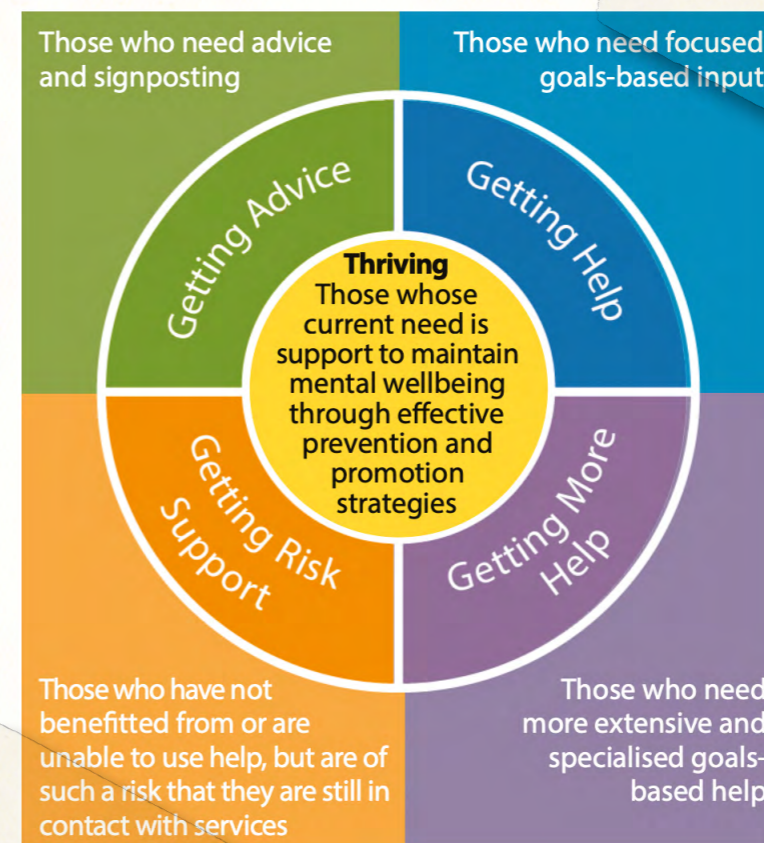 Those who need advice
and signposting
Those who need focused
goals-based input
Getting Advice
Getting Help
Thriving
Those whose
current need is
support to maintain
mental wellbeing
through effective
prevention and
promotion
strategies
Getting Risk
Support
Getting More
Help
Those who have not
benefitted from or are
unable to use help, but are of
such a risk that they are still in
contact with services
Those who need
more extensive and
specialised goals-
based help